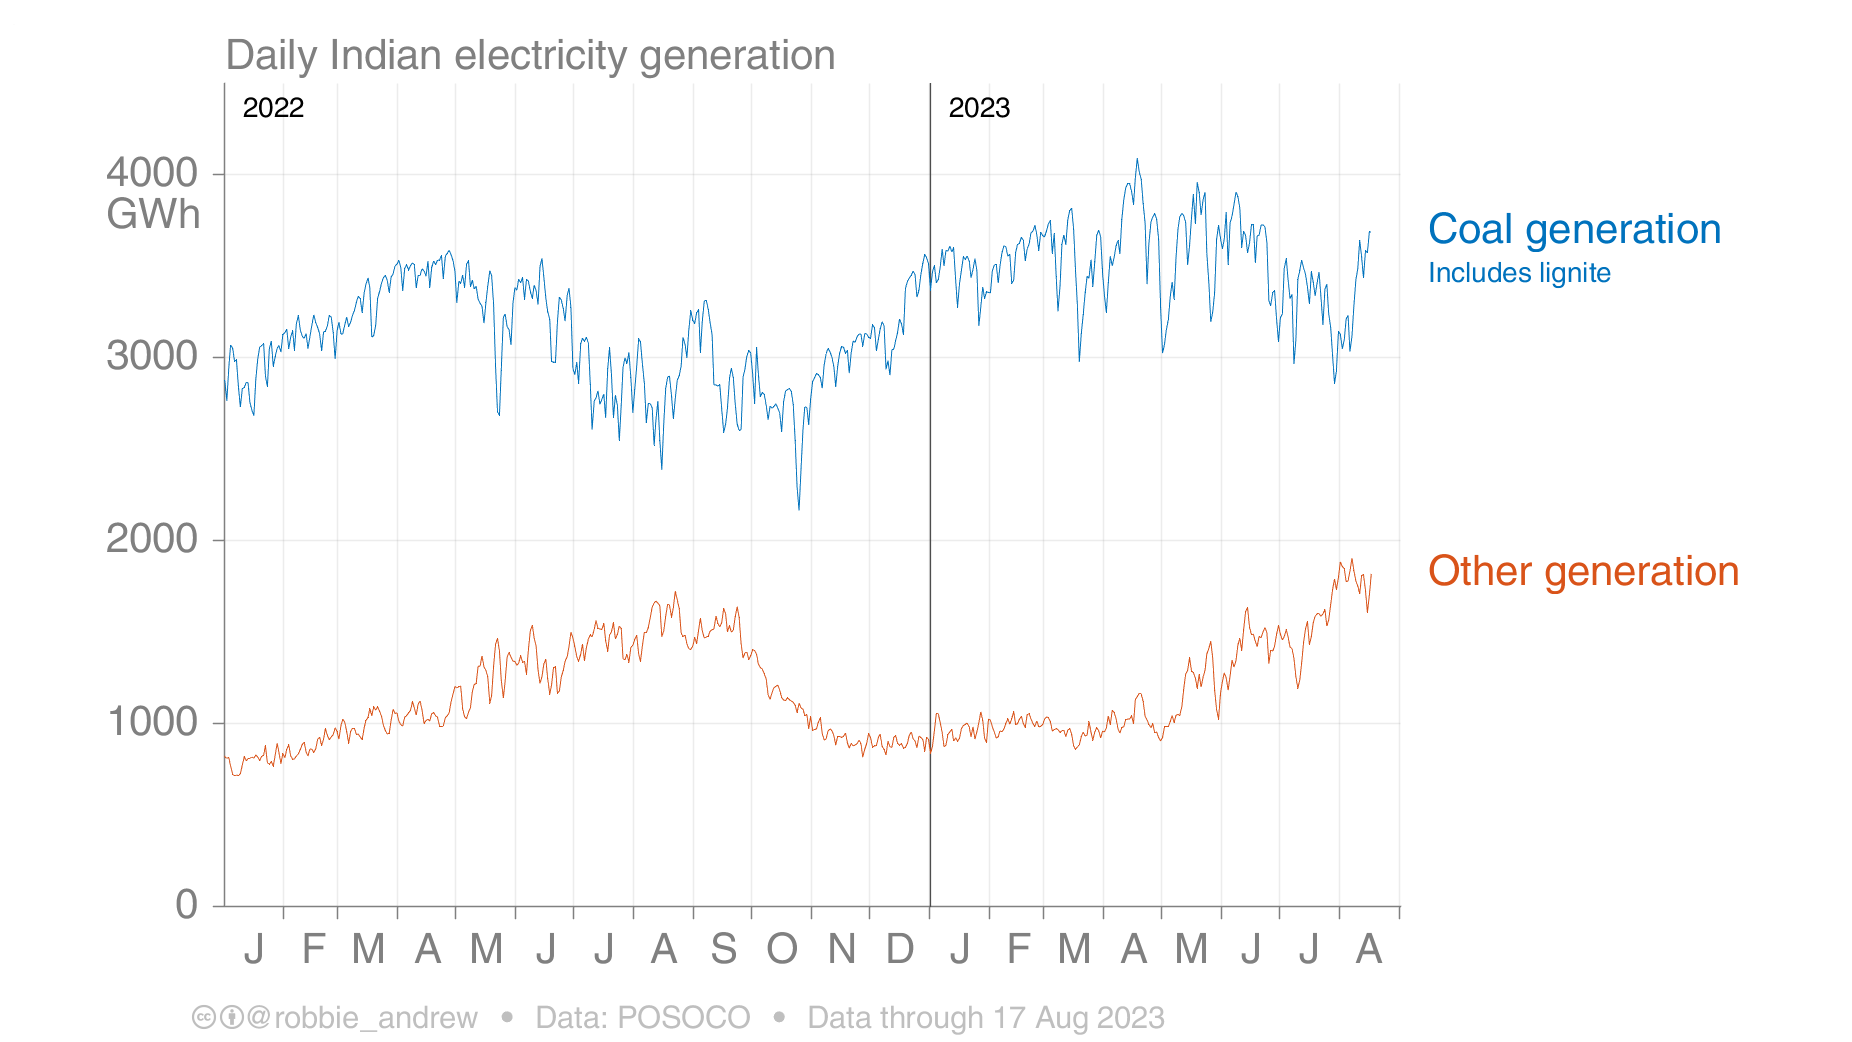 Daily Indian electricity generation
2022
2023
4000
GWh
3000
2000
1000
0
Coal generation
Includes lignite
Other generation
J F M A M J J A S O N D J F M A M J J A
cc @robbie_andrew • Data: POSOCO • Data through 17 Aug 2023